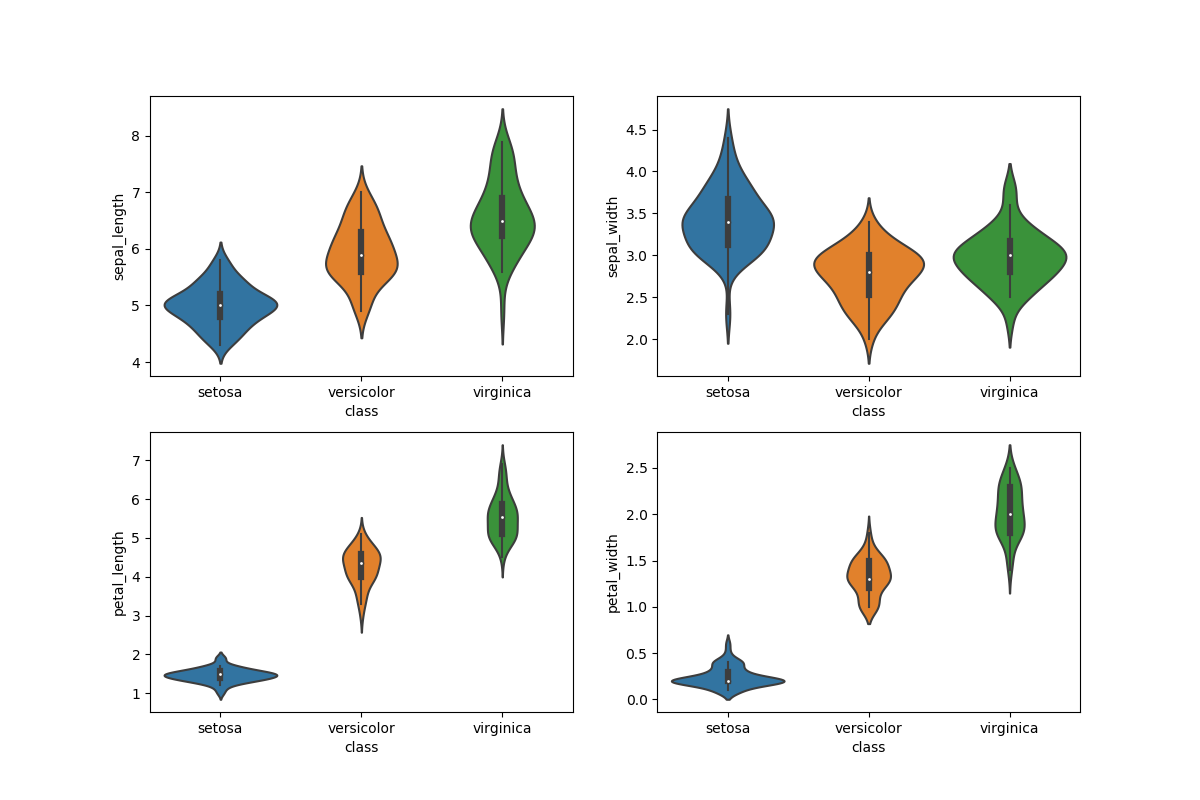 sepal_length
8
7
6
5
4
setosa versicolor virginica
class
sepal_width
4.5
4.0
3.5
3.0
2.5
2.0
setosa versicolor virginica
class
petal_length
7
6
5
4
3
2
1
setosa versicolor virginica
class
petal_width
2.5
2.0
1.5
1.0
0.5
0.0
setosa versicolor virginica
class